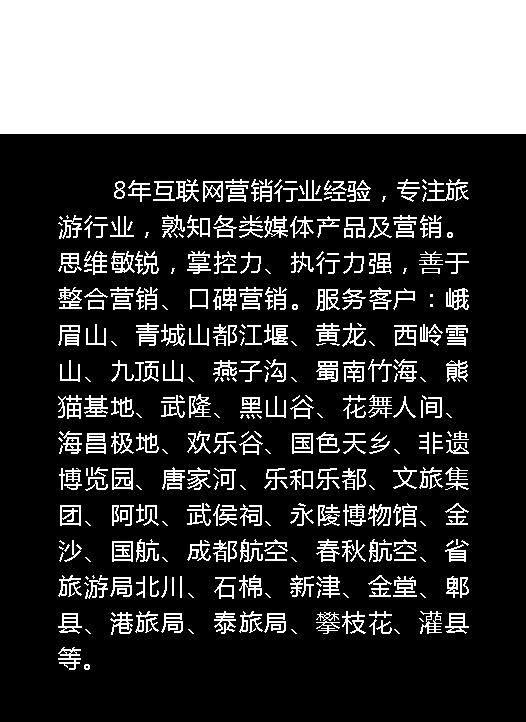 8年互联网营销行业经验，专注旅
游行业，熟知各类媒体产品及营销。
思维敏锐，掌控力、执行力强，善于
整合营销、口碑营销。服务客户：峨
眉山、青城山都江堰、黄龙、西岭雪
山、九顶山、燕子沟、蜀南竹海、熊
猫基地、武隆、黑山谷、花舞人间、
海昌极地、欢乐谷、国色天乡、非遗
博览园、唐家河、乐和乐都、文旅集
团、阿坝、武侯祠、永陵博物馆、金
沙、国航、成都航空、春秋航空、省
旅游局北川、石棉、新津、金堂、郫
县、港旅局、泰旅局、攀枝花、灌县
等。